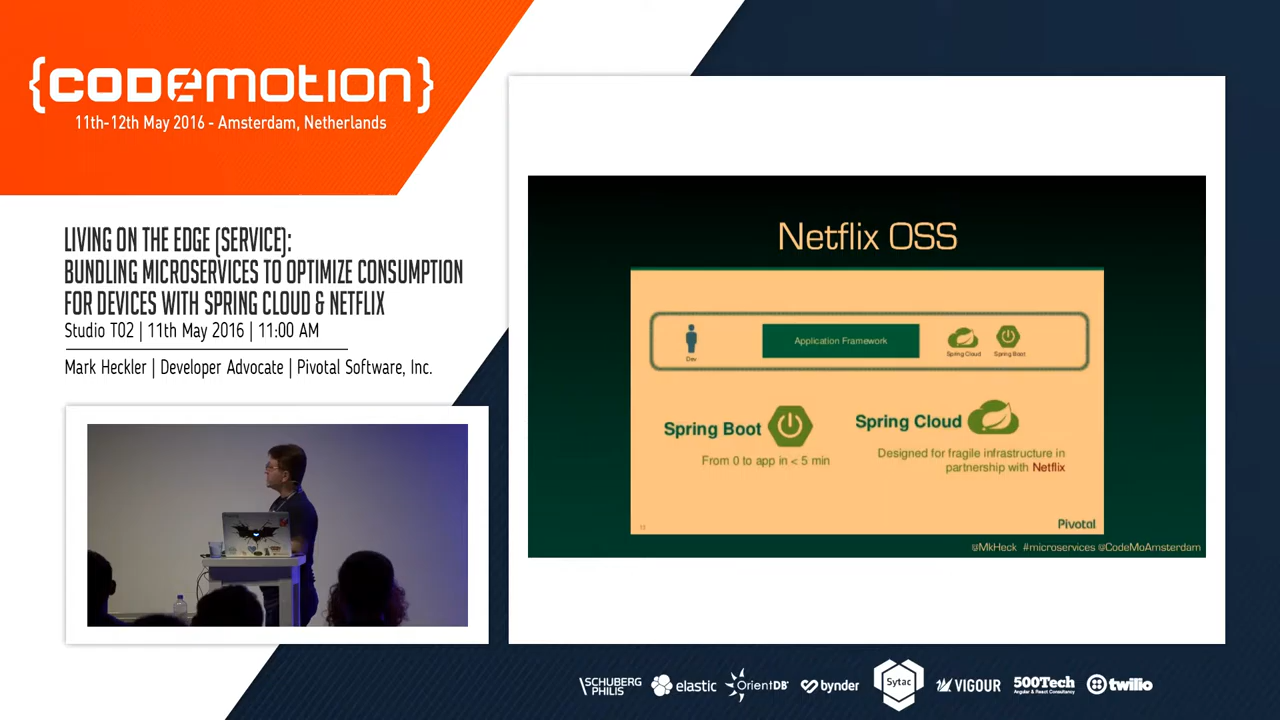 {CODEMOTION}
11th-12th May 2016 - Amsterdam, Netherlands
LIVING ON THE EDGE (SERVICE):
BUNDLING MICROSERVICES TO OPTIMIZE CONSUMPTION
FOR DEVICES WITH SPRING CLOUD & NETFLIX
Studio T02 | 11th May 2016 | 11:00 AM
Mark Heckler | Developer Advocate | Pivotal Software, Inc.
Netflix OSS
Dev
Application Framework
Spring Cloud
Spring Boot
Spring Boot
From 0 to app in < 5 min
Spring Cloud
Designed for fragile infrastructure in
partnership with Netflix
Pivotal
@MkHeck #microservices @CodeMoAmsterdam
SCHUBERG
PHILIS
elastic
OrientDB
bynder
Sytac
VIGOUR
500Tech
Angular & React Consultancy
twilio